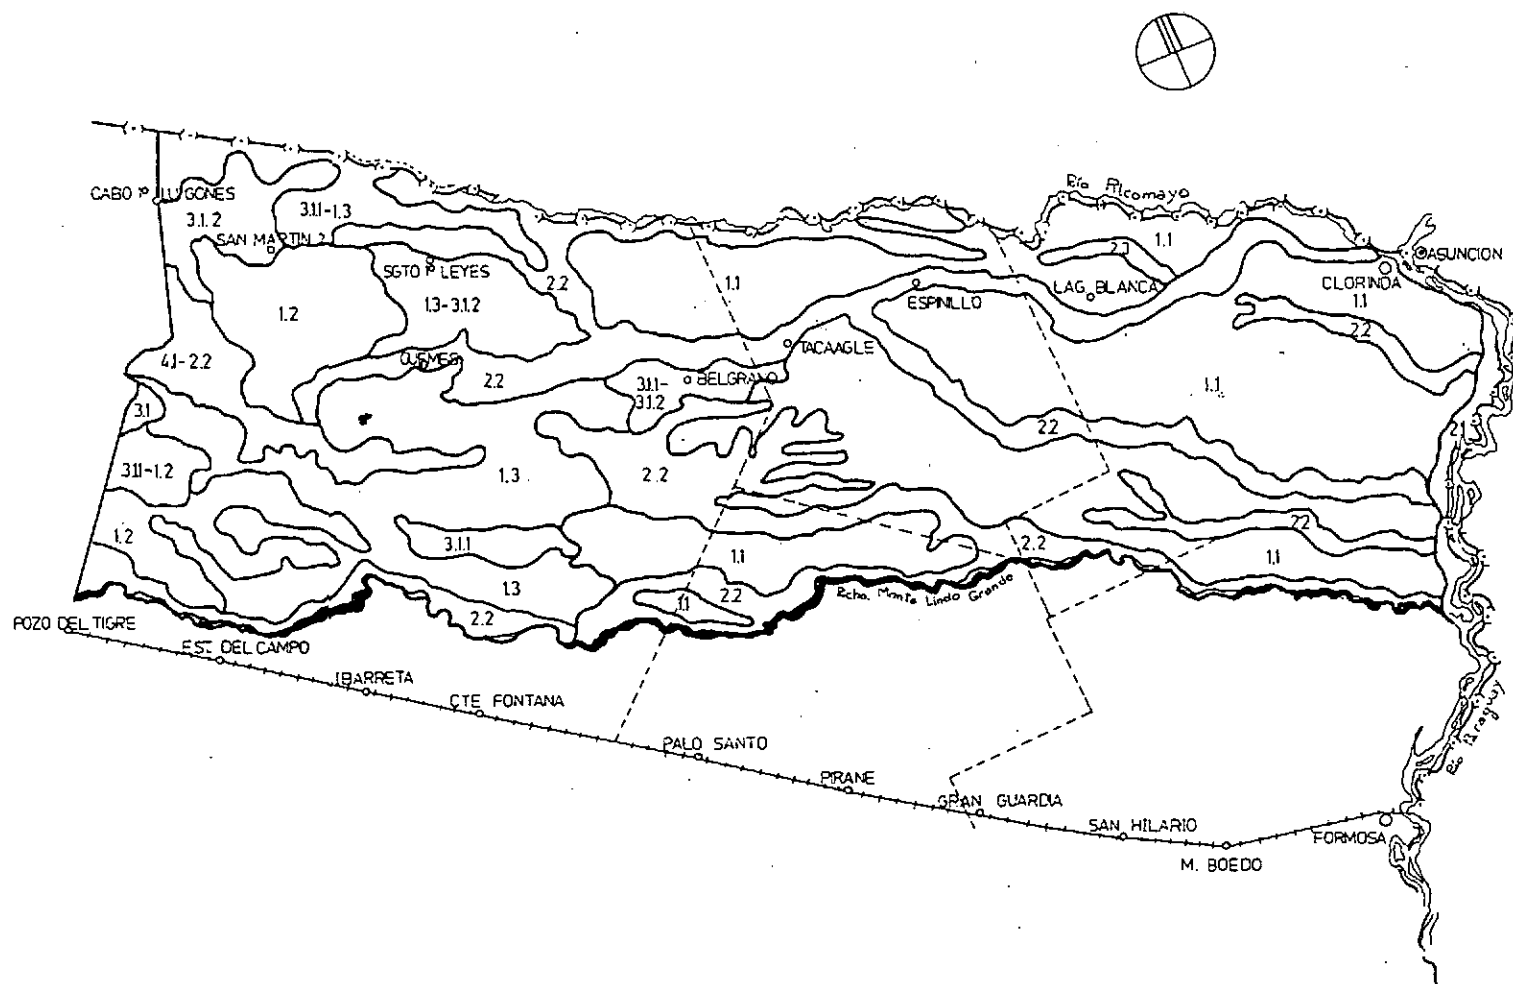 Río Pilcomayo
CABO 1º LUGONES
3.1.2
3.1.1-1.3
SAN MARTIN 2
1.1
2.2
ASUNCION
SGTO 1º LEYES
CLORINDA
2.2
1.1
LAG. BLANCA
ESPINILLO
1.1
1.2
1.3-3.1.2
2.2
TACAAGLE
4.1-2.2
GUEMES
2.2
3.1.1-
3.1.2
BELGRANO
1.1
3.1
2.2
2.1
3.1.1-1.2
1.3
2.2
1.2
3.1.1
1.1
2.2
2.2
1.1
1.3
2.2
1.1
2.2
Rcho. Monte Lindo Grande
POZO DEL TIGRE
EST. DEL CAMPO
IBARRETA
CTE FONTANA
PALO SANTO
PIRANE
GRAN GUARDIA
SAN HILARIO
M. BOEDO
FORMOSA
Río Paraguay